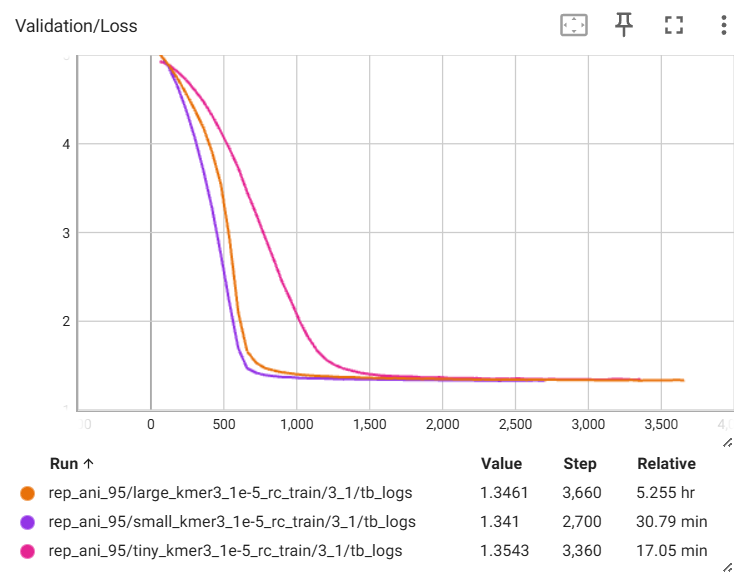 Validation/Loss
4
3
2
0
500
1,000
1,500
2,000
2,500
3,000
3,500
Run ↑ Value Step Relative
rep_ani_95/large_kmer3_1e-5_rc_train/3_1/tb_logs 1.3461 3,660 5.255 hr
rep_ani_95/small_kmer3_1e-5_rc_train/3_1/tb_logs 1.341 2,700 30.79 min
rep_ani_95/tiny_kmer3_1e-5_rc_train/3_1/tb_logs 1.3543 3,360 17.05 min